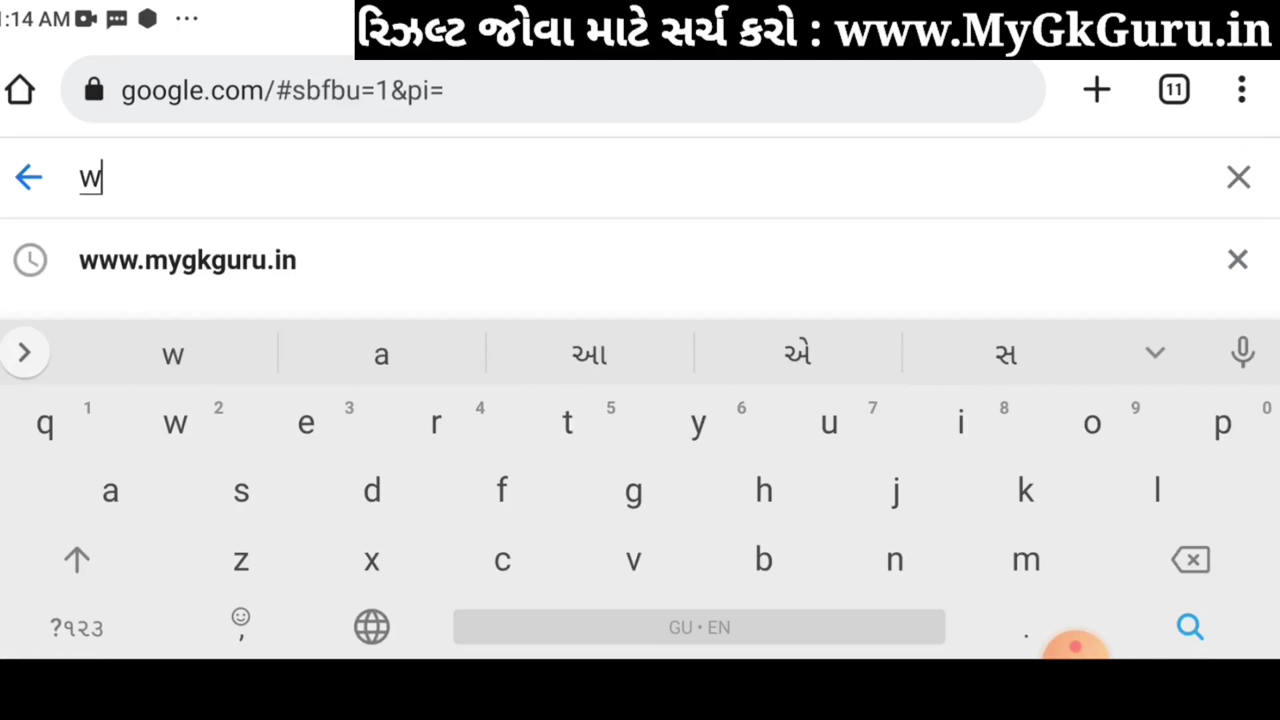 :14 AM
રિઝલ્ટ જોવા માટે સર્ચ કરો : www.MyGkGuru.in
google.com/#sbfbu=1&pi=
11
w
www.mygkguru.in
w a આ એ સ
q 1 w 2 e 3 r 4 t 5 y 6 u 7 i 8 o 9 p 0
a s d f g h j k l
z x c v b n m
?૧૨૩ , GU • EN .